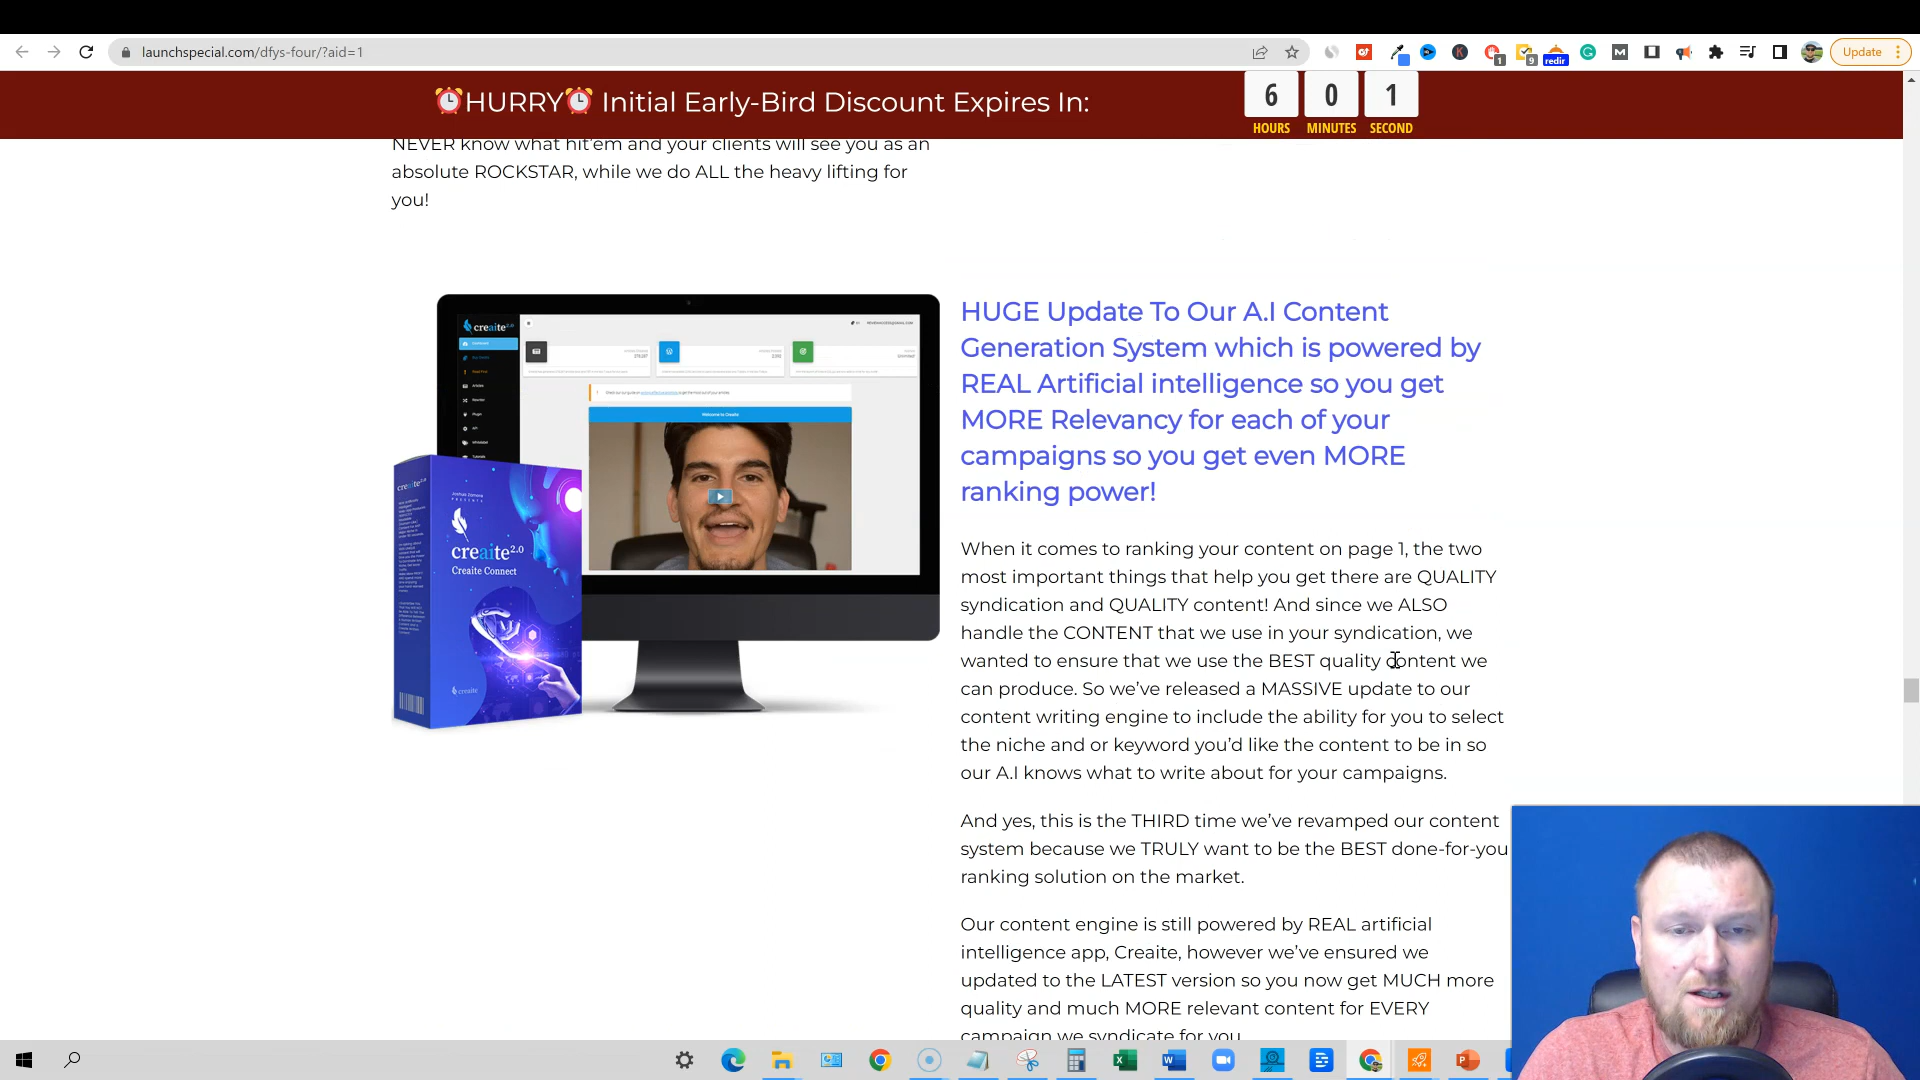 launchspecial.com/dfys-four/?aid=1
Update
⏰HURRY⏰ Initial Early-Bird Discount Expires In:
6 0 1
HOURS MINUTES SECOND
NEVER know what hit'em and your clients will see you as an
absolute ROCKSTAR, while we do ALL the heavy lifting for
you!
creaite2.0
Welcome to Creaite
creaite2.0
creaite2.0
Creaite Connect
creaite
HUGE Update To Our A.I Content
Generation System which is powered by
REAL Artificial intelligence so you get
MORE Relevancy for each of your
campaigns so you get even MORE
ranking power!
When it comes to ranking your content on page 1, the two
most important things that help you get there are QUALITY
syndication and QUALITY content! And since we ALSO
handle the CONTENT that we use in your syndication, we
wanted to ensure that we use the BEST quality content we
can produce. So we've released a MASSIVE update to our
content writing engine to include the ability for you to select
the niche and or keyword you'd like the content to be in so
our A.I knows what to write about for your campaigns.
And yes, this is the THIRD time we've revamped our content
system because we TRULY want to be the BEST done-for-you
ranking solution on the market.
Our content engine is still powered by REAL artificial
intelligence app, Creaite, however we've ensured we
updated to the LATEST version so you now get MUCH more
quality and much MORE relevant content for EVERY
campaign we syndicate for you